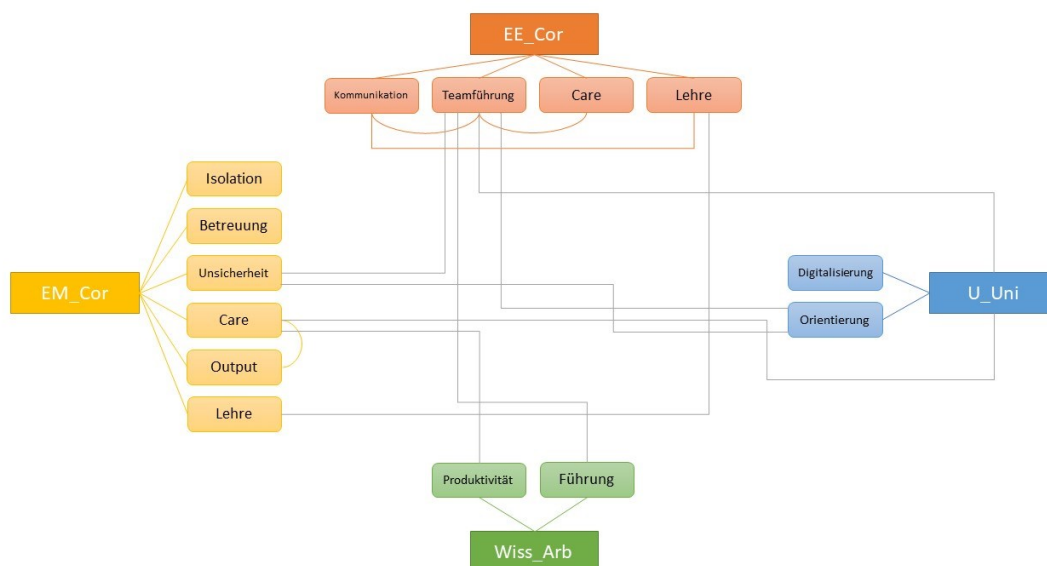 EE_Cor
Kommunikation
Teamführung
Care
Lehre
Isolation
Betreuung
Unsicherheit
EM_Cor
Care
Output
Lehre
Digitalisierung
U_Uni
Orientierung
Produktivität
Führung
Wiss_Arb